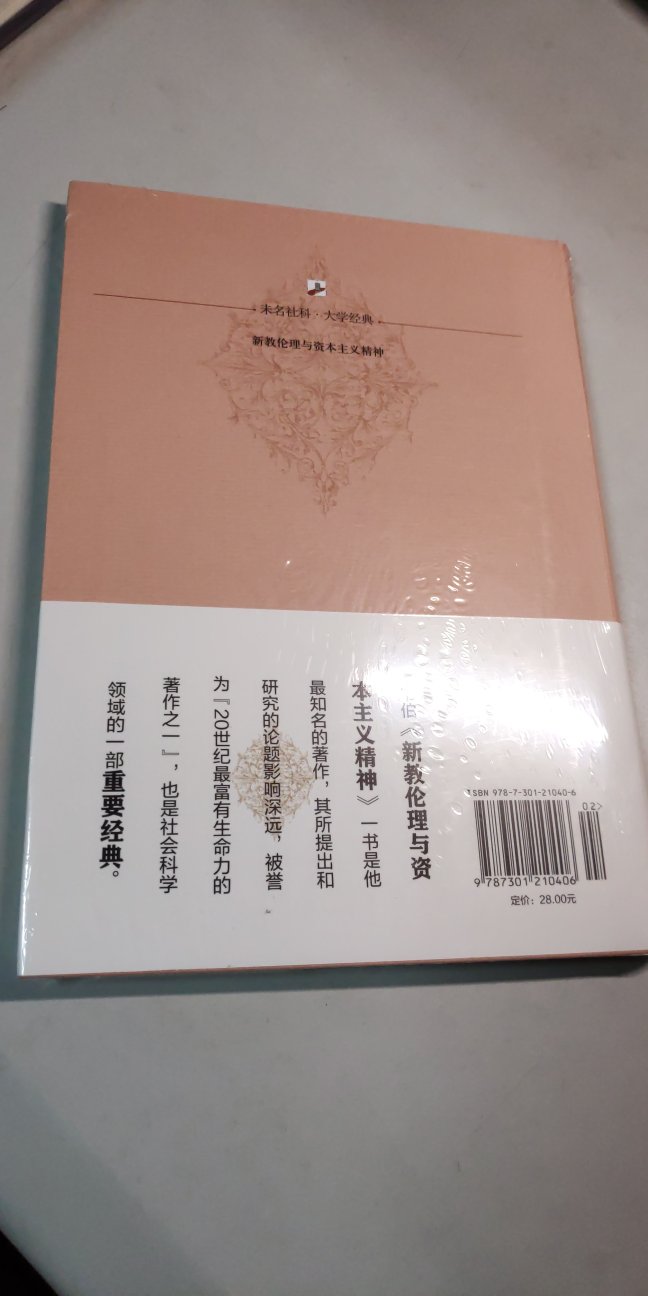 未名社科·大学经典
新教伦理与资本主义精神
伯《新教伦理与资
本主义精神》一书是他
最知名的著作，其所提出和
研究的论题影响深远，被誉
为『20世纪最富有生命力的
著作之一』，也是社会科学
领域的一部重要经典。
ISBN 978-7-301-21040-6
02>
9 787301 210406
定价：28.00元